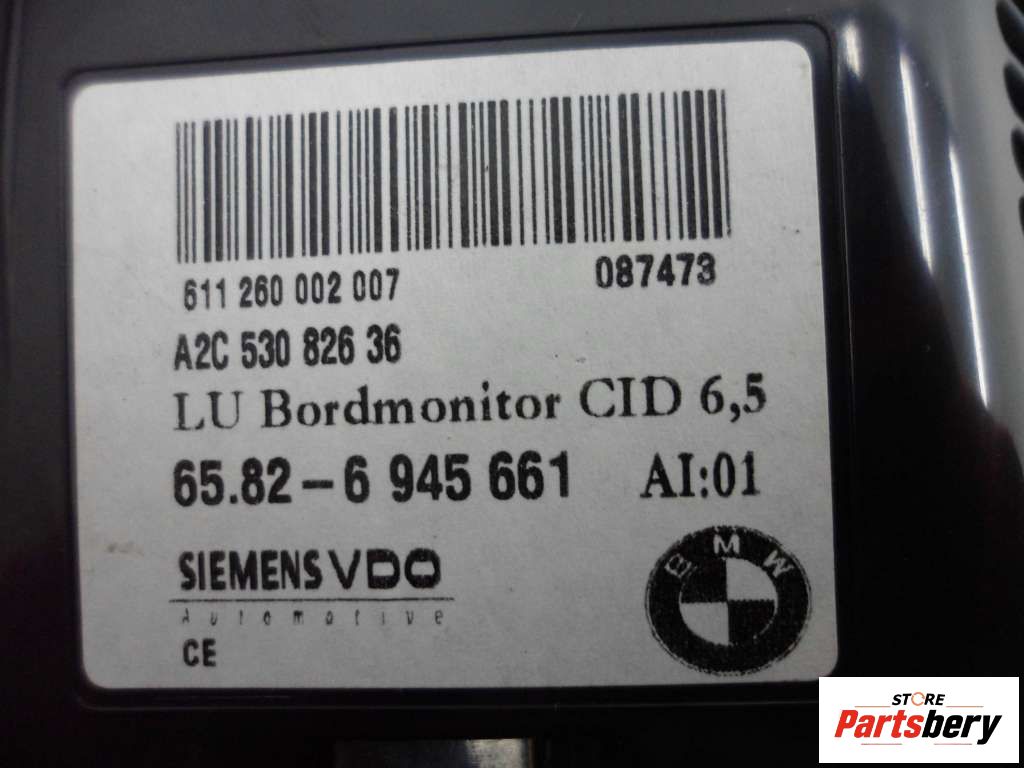 611 260 002 007 087473
A2C 530 826 36
LU Bordmonitor CID 6,5
65.82-6 945 661 AI:01
SIEMENS VDO
Automotive
CE
BMW
STORE
Partsbery